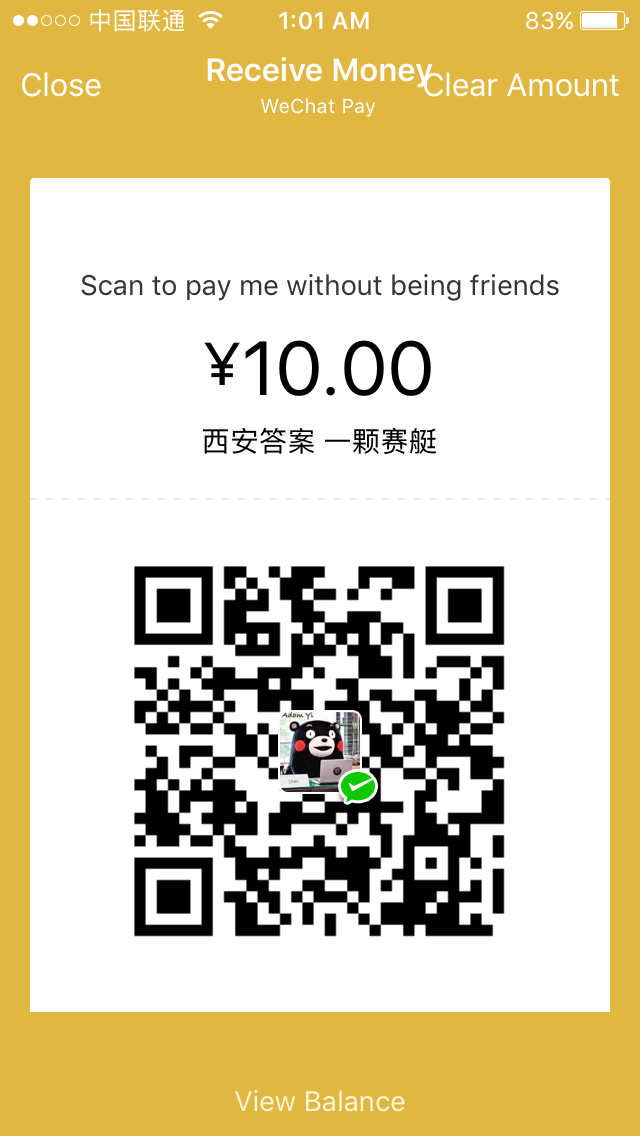 中国联通
1:01 AM
83%
Close
Receive Money
Clear Amount
WeChat Pay
Scan to pay me without being friends
¥10.00
西安答案 一颗赛艇
Adam Yi
View Balance